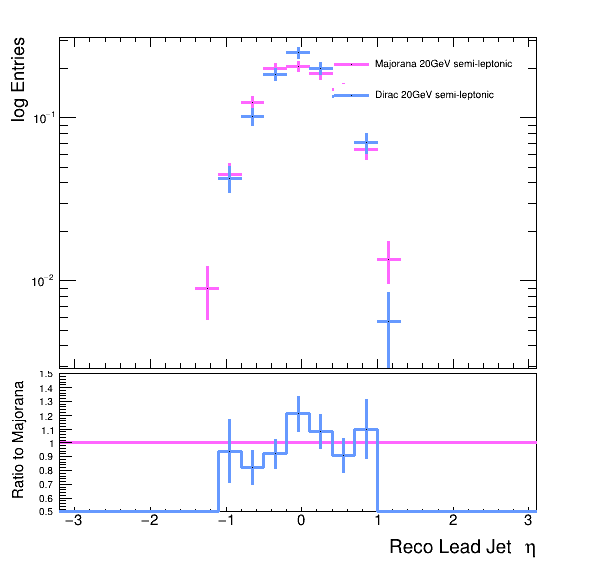 log Entries
Majorana 20GeV semi-leptonic
Dirac 20GeV semi-leptonic
10⁻¹
10⁻²
Ratio to Majorana
1.5
1.4
1.3
1.2
1.1
1
0.9
0.8
0.7
0.6
0.5
−3 −2 −1 0 1 2 3
Reco Lead Jet η